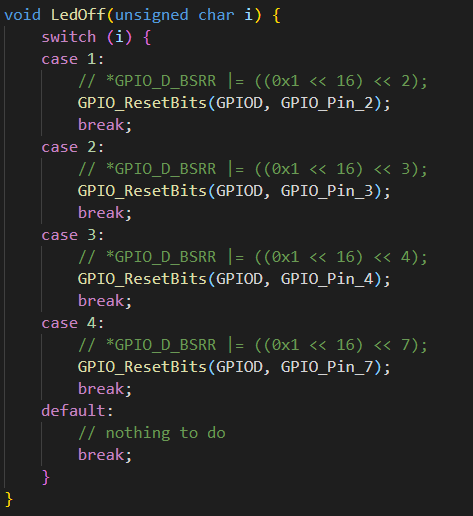 void LedOff(unsigned char i) {
    switch (i) {
    case 1:
        // *GPIO_D_BSRR |= ((0x1 << 16) << 2);
        GPIO_ResetBits(GPIOD, GPIO_Pin_2);
        break;
    case 2:
        // *GPIO_D_BSRR |= ((0x1 << 16) << 3);
        GPIO_ResetBits(GPIOD, GPIO_Pin_3);
        break;
    case 3:
        // *GPIO_D_BSRR |= ((0x1 << 16) << 4);
        GPIO_ResetBits(GPIOD, GPIO_Pin_4);
        break;
    case 4:
        // *GPIO_D_BSRR |= ((0x1 << 16) << 7);
        GPIO_ResetBits(GPIOD, GPIO_Pin_7);
        break;
    default:
        // nothing to do
        break;
    }
}